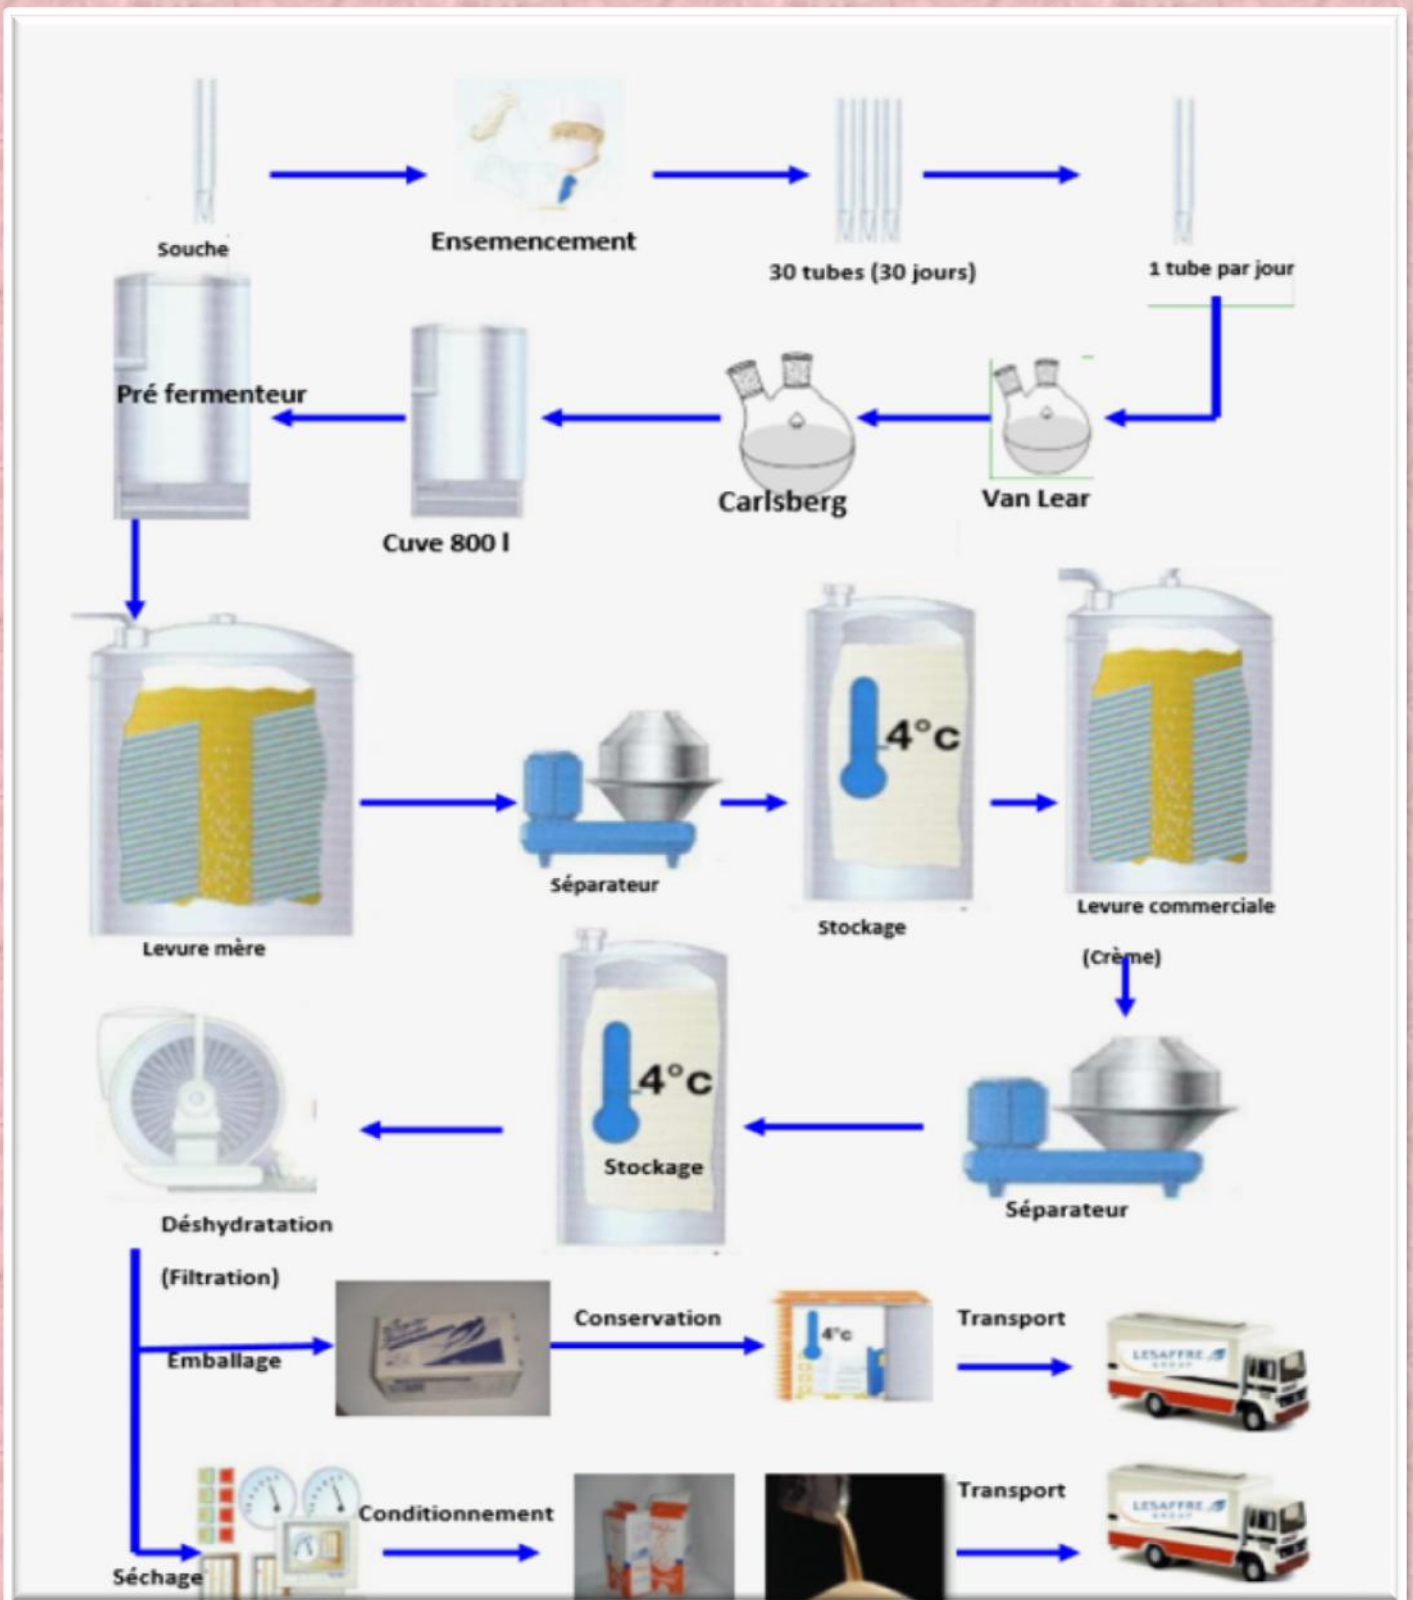 Souche
Ensemencement
30 tubes (30 jours)
1 tube par jour
Pré fermenteur
Cuve 800 l
Carlsberg
Van Lear
Levure mère
Séparateur
4°c
Stockage
Levure commerciale
(Crème)
Déshydratation
(Filtration)
4°c
Stockage
Séparateur
Emballage
Conservation
4°c
Transport
LESAFFRE
GROUP
Séchage
Conditionnement
Transport
LESAFFRE
GROUP